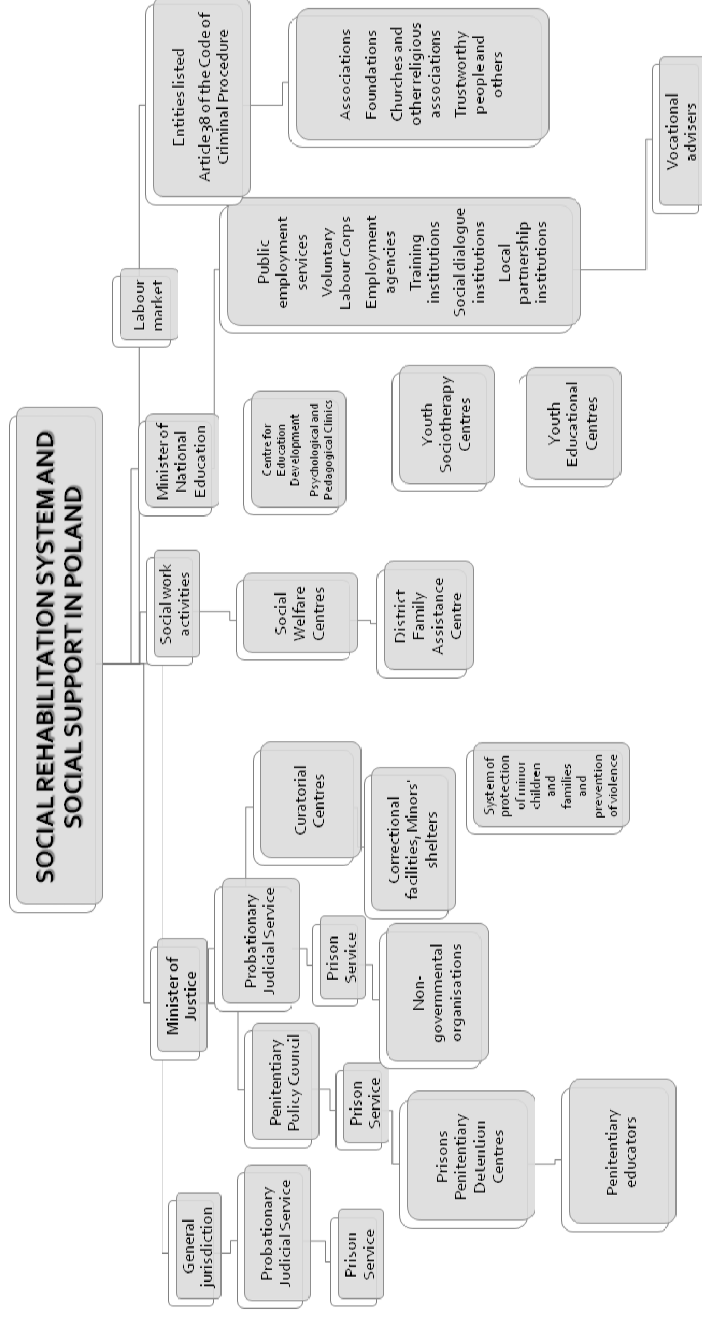 SOCIAL REHABILITATION SYSTEM AND
SOCIAL SUPPORT IN POLAND
General
jurisdiction
Probationary
Judicial Service
Prison
Service
Minister of
Justice
Penitentiary
Policy Council
Prison
Service
Prisons
Penitentiary
Detention
Centres
Penitentiary
educators
Probationary
Judicial Service
Prison
Service
Non-
governmental
organisations
Curatorial
Centres
Correctional
facilities, Minors'
shelters
System of
protection
of minor
children
and
families
and
prevention
of violence
Social work
activities
Social
Welfare
Centres
District
Family
Assistance
Centre
Minister of
National
Education
Centre for
Education
Development
Psychological and
Pedagogical Clinics
Youth
Sociotherapy
Centres
Youth
Educational
Centres
Labour
market
Public
employment
services
Voluntary
Labour Corps
Employment
agencies
Training
institutions
Social dialogue
institutions
Local
partnership
institutions
Vocational
advisers
Entities listed
Article 38 of the Code of
Criminal Procedure
Associations
Foundations
Churches and
other religious
associations
Trustworthy
people and
others